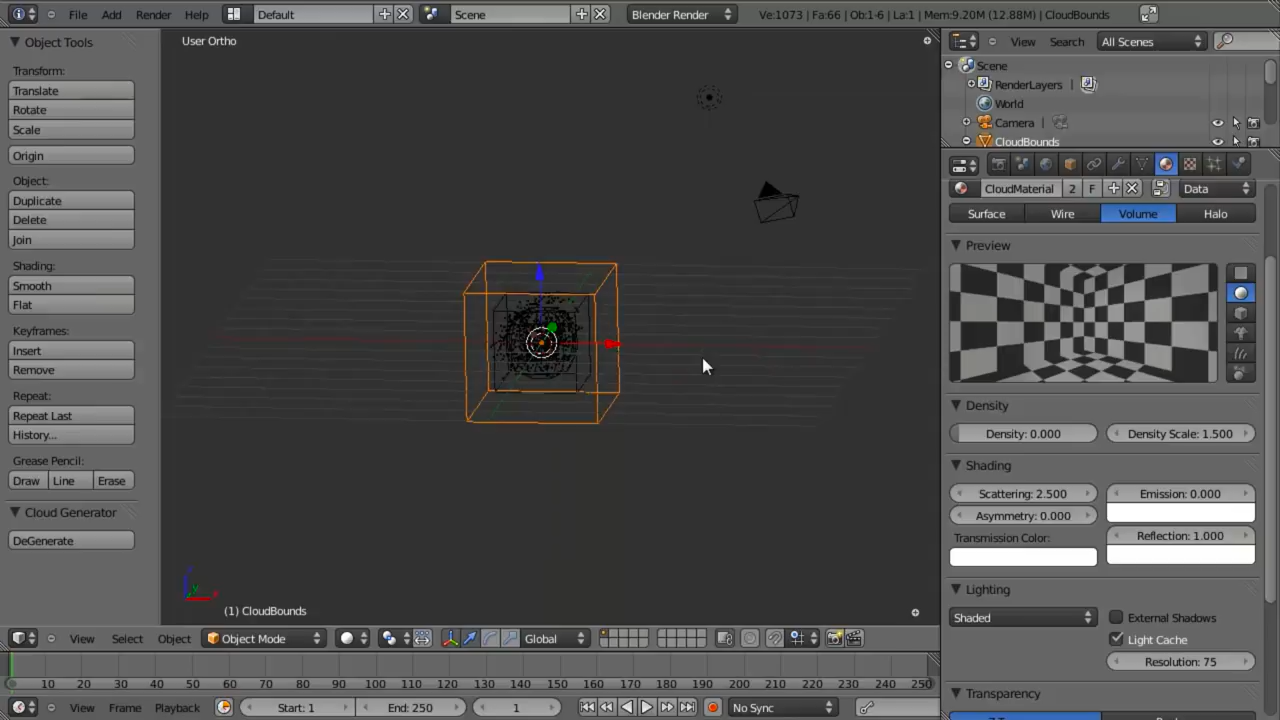 File Add Render Help Default Scene Blender Render Ve:1073 | Fa:66 | Ob:1-6 | La:1 | Mem:9.20M (12.88M) | CloudBounds
Object Tools
Transform:
Translate
Rotate
Scale
Origin
Object:
Duplicate
Delete
Join
Shading:
Smooth
Flat
Keyframes:
Insert
Remove
Repeat:
Repeat Last
History...
Grease Pencil:
Draw Line Erase
Cloud Generator
DeGenerate
User Ortho
(1) CloudBounds
View Select Object Object Mode Global
10 20 30 40 50 60 70 80 90 100 110 120 130 140 150 160 170 180 190 200 210 220 230 240 250
View Frame Playback Start: 1 End: 250 1 No Sync
View Search All Scenes
Scene
RenderLayers |
World
Camera |
CloudBounds
CloudMaterial 2 F Data
Surface Wire Volume Halo
Preview
Density
Density: 0.000 Density Scale: 1.500
Shading
Scattering: 2.500 Emission: 0.000
Asymmetry: 0.000
Transmission Color: Reflection: 1.000
Lighting
Shaded External Shadows
Light Cache
Resolution: 75
Transparency